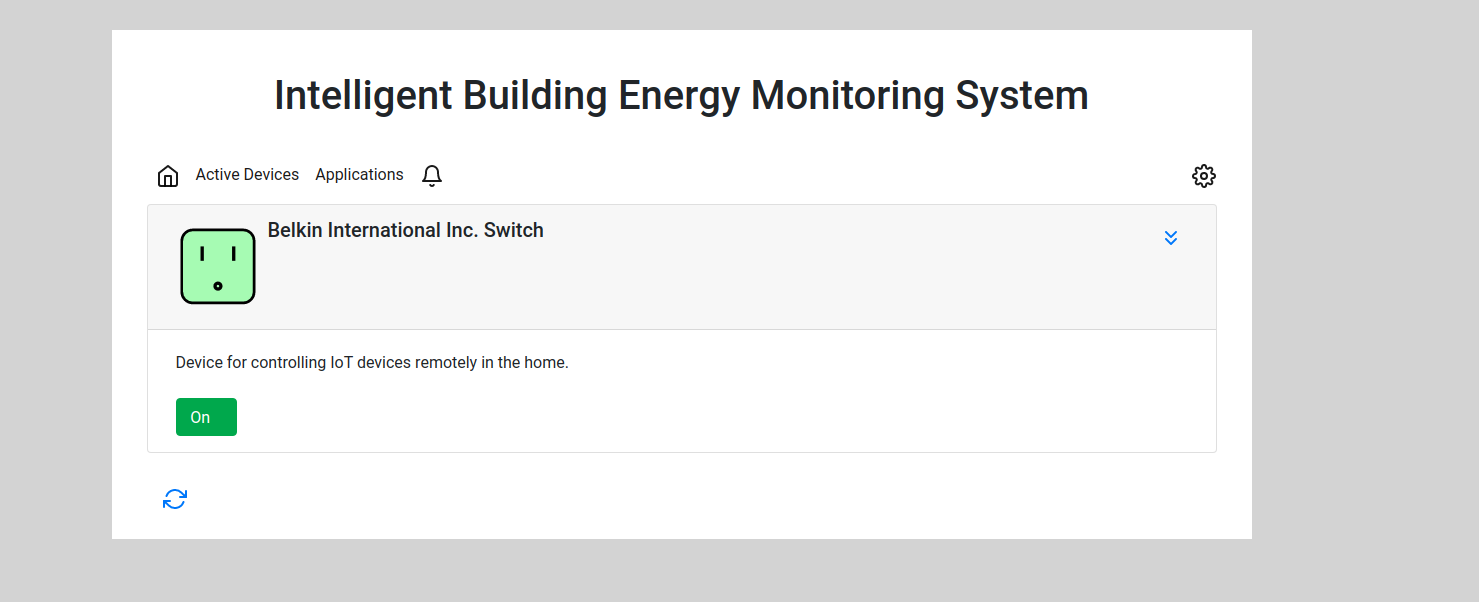 Intelligent Building Energy Monitoring System
Active Devices Applications
Belkin International Inc. Switch
Device for controlling IoT devices remotely in the home.
On